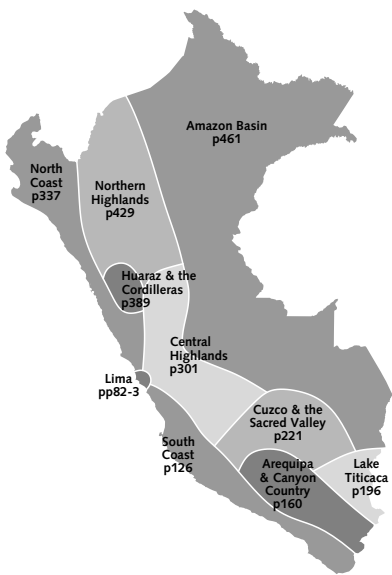 Amazon Basin
p461
North
Coast
p337
Northern
Highlands
p429
Huaraz & the
Cordilleras
p389
Central
Highlands
p301
Lima
pp82-3
Cuzco & the
Sacred Valley
p221
South
Coast
p126
Arequipa
& Canyon
Country
p160
Lake
Titicaca
p196